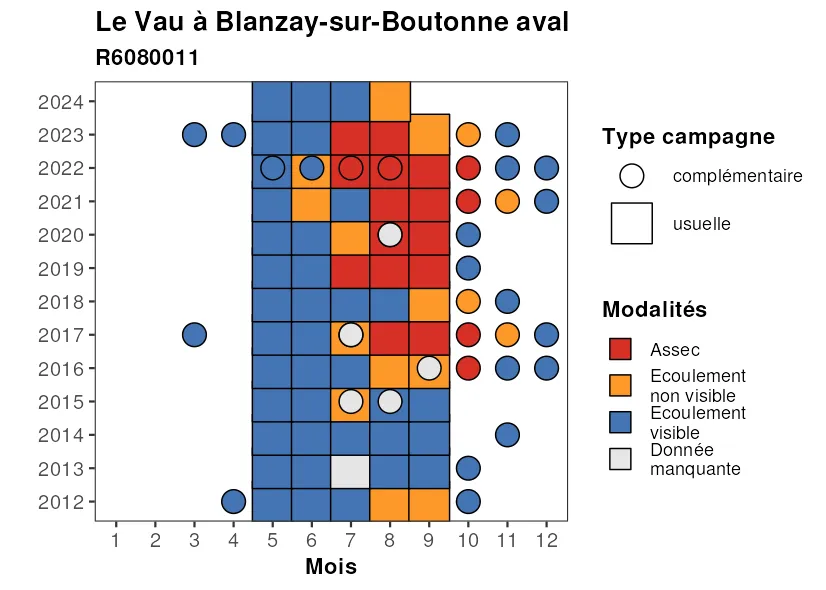 Le Vau à Blanzay-sur-Boutonne aval
R6080011
2024
2023
2022
2021
2020
2019
2018
2017
2016
2015
2014
2013
2012
1 2 3 4 5 6 7 8 9 10 11 12
Mois
Type campagne
complémentaire
usuelle
Modalités
Assec
Ecoulement
non visible
Ecoulement
visible
Donnée
manquante